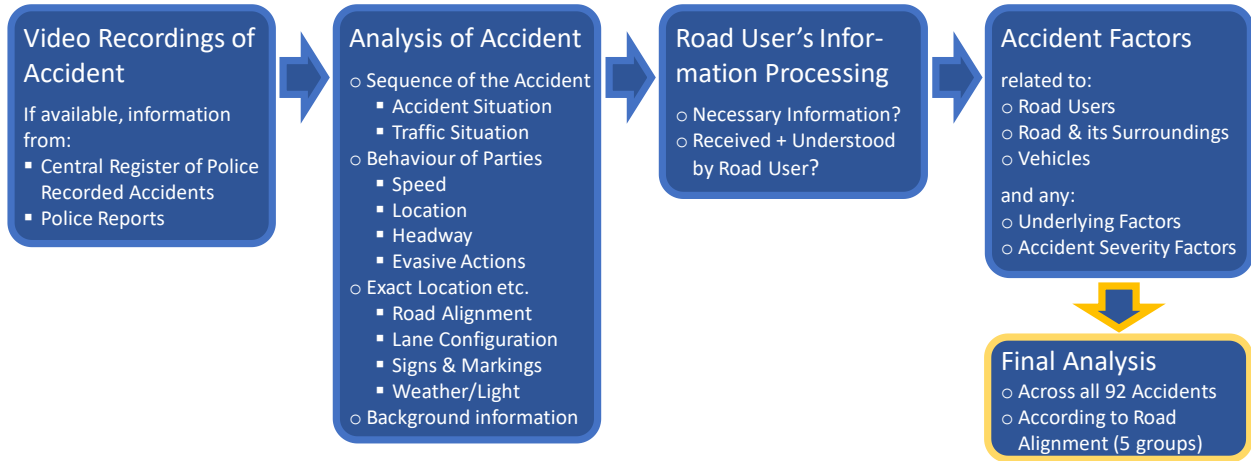 Video Recordings of
Accident
If available, information
from:
▪ Central Register of Police
Recorded Accidents
▪ Police Reports
Analysis of Accident
○ Sequence of the Accident
▪ Accident Situation
▪ Traffic Situation
○ Behaviour of Parties
▪ Speed
▪ Location
▪ Headway
▪ Evasive Actions
○ Exact Location etc.
▪ Road Alignment
▪ Lane Configuration
▪ Signs & Markings
▪ Weather/Light
○ Background information
Road User’s Infor-
mation Processing
○ Necessary Information?
○ Received + Understood
by Road User?
Accident Factors
related to:
○ Road Users
○ Road & its Surroundings
○ Vehicles
and any:
○ Underlying Factors
○ Accident Severity Factors
Final Analysis
○ Across all 92 Accidents
○ According to Road
Alignment (5 groups)